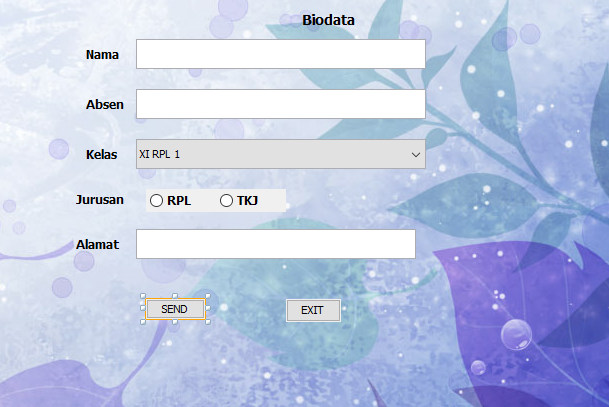 Biodata
Nama
Absen
Kelas XI RPL 1
Jurusan RPL TKJ
Alamat
SEND EXIT